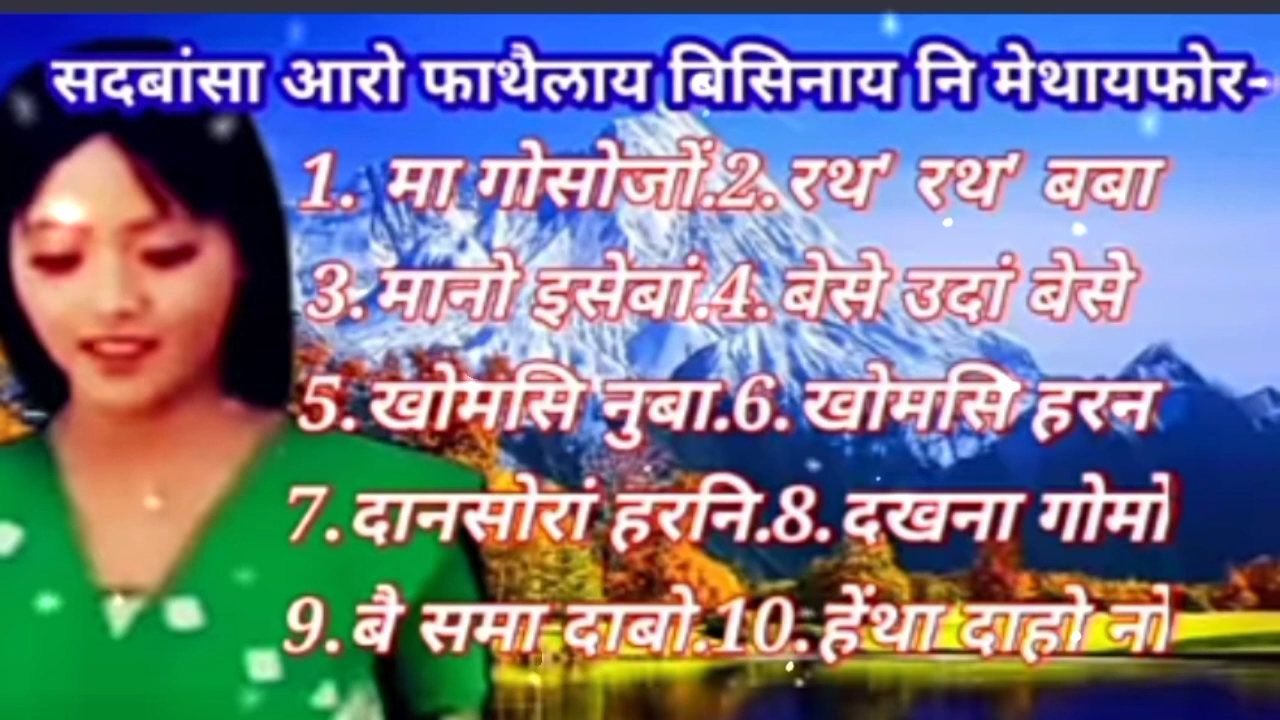 सदबांसा आरो फाथैलाय बिसिनाय नि मेथायफोर-
1. मा गोसोजों.2. रथ' रथ' बबा
3. मानो इसेबां.4. बेसे उदां बेसे
5. खोमसि नुबा.6. खोमसि हरन
7. दानसोरां हरनि.8. दखना गोमो
9. बै समा दाबो.10. हेंथा दाहो नो